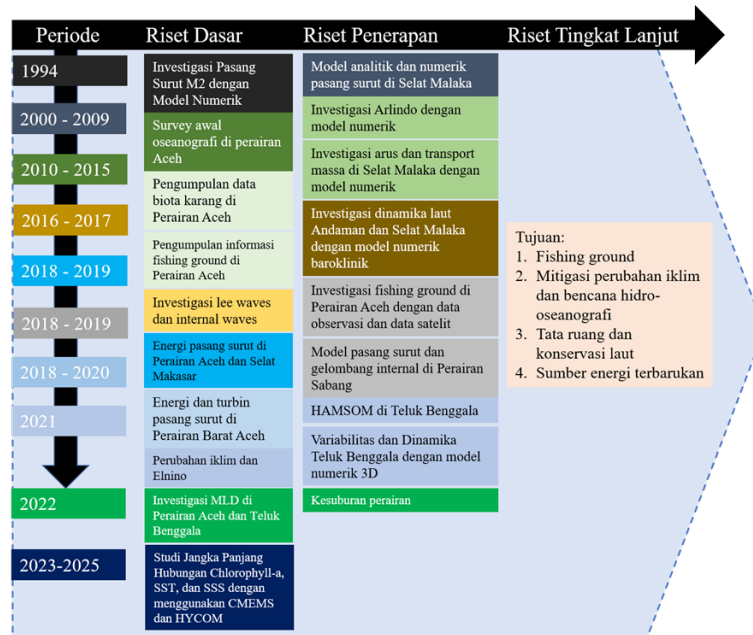 Periode
Riset Dasar
Riset Penerapan
Riset Tingkat Lanjut
1994
2000 - 2009
2010 - 2015
2016 - 2017
2018 - 2019
2018 - 2019
2018 - 2020
2021
2022
2023-2025
Investigasi Pasang
Surut M2 dengan
Model Numerik
Survey awal
oseanografi di perairan
Aceh
Pengumpulan data
biota karang di
Perairan Aceh
Pengumpulan informasi
fishing ground di
Perairan Aceh
Investigasi lee waves
dan internal waves
Energi pasang surut di
Perairan Aceh dan Selat
Makasar
Energi dan turbin
pasang surut di
Perairan Barat Aceh
Perubahan iklim dan
Elnino
Investigasi MLD di
Perairan Aceh dan Teluk
Benggala
Studi Jangka Panjang
Hubungan Chlorophyll-a,
SST, dan SSS dengan
menggunakan CMEMS
dan HYCOM
Model analitik dan numerik
pasang surut di Selat Malaka
Investigasi Arlindo dengan
model numerik
Investigasi arus dan transport
massa di Selat Malaka dengan
model numerik
Investigasi dinamika laut
Andaman dan Selat Malaka
dengan model numerik
baroklinik
Investigasi fishing ground di
Perairan Aceh dengan data
observasi dan data satelit
Model pasang surut dan
gelombang internal di Perairan
Sabang
HAMSOM di Teluk Benggala
Variabilitas dan Dinamika
Teluk Benggala dengan model
numerik 3D
Kesuburan perairan
Tujuan:
1. Fishing ground
2. Mitigasi perubahan iklim
dan bencana hidro-
oseanografi
3. Tata ruang dan
konservasi laut
4. Sumber energi terbarukan